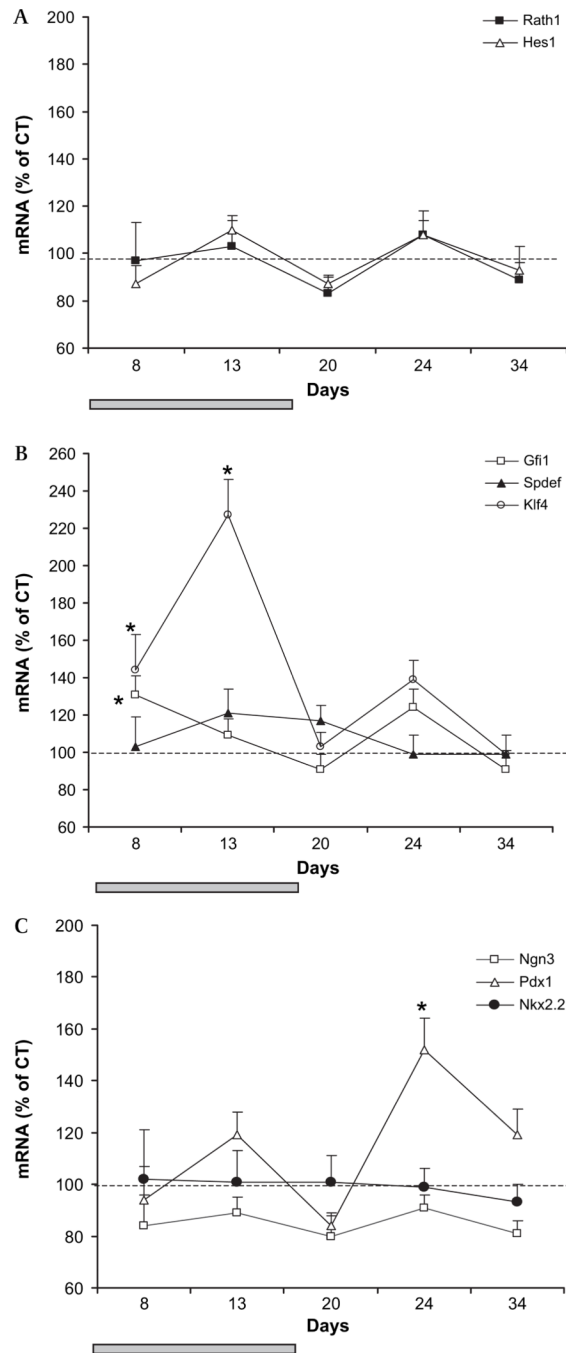 A
mRNA (% of CT)
200
180
160
140
120
100
80
60
Rath1
Hes1
8 13 20 24 34
Days
B
mRNA (% of CT)
260
240
220
200
180
160
140
120
100
80
60
Gfi1
Spdef
Klf4
*
*
*
8 13 20 24 34
Days
C
mRNA (% of CT)
200
180
160
140
120
100
80
60
Ngn3
Pdx1
Nkx2.2
*
8 13 20 24 34
Days